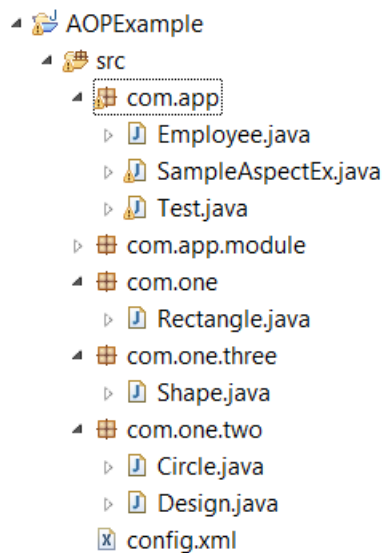 AOPExample
src
com.app
Employee.java
SampleAspectEx.java
Test.java
com.app.module
com.one
Rectangle.java
com.one.three
Shape.java
com.one.two
Circle.java
Design.java
config.xml